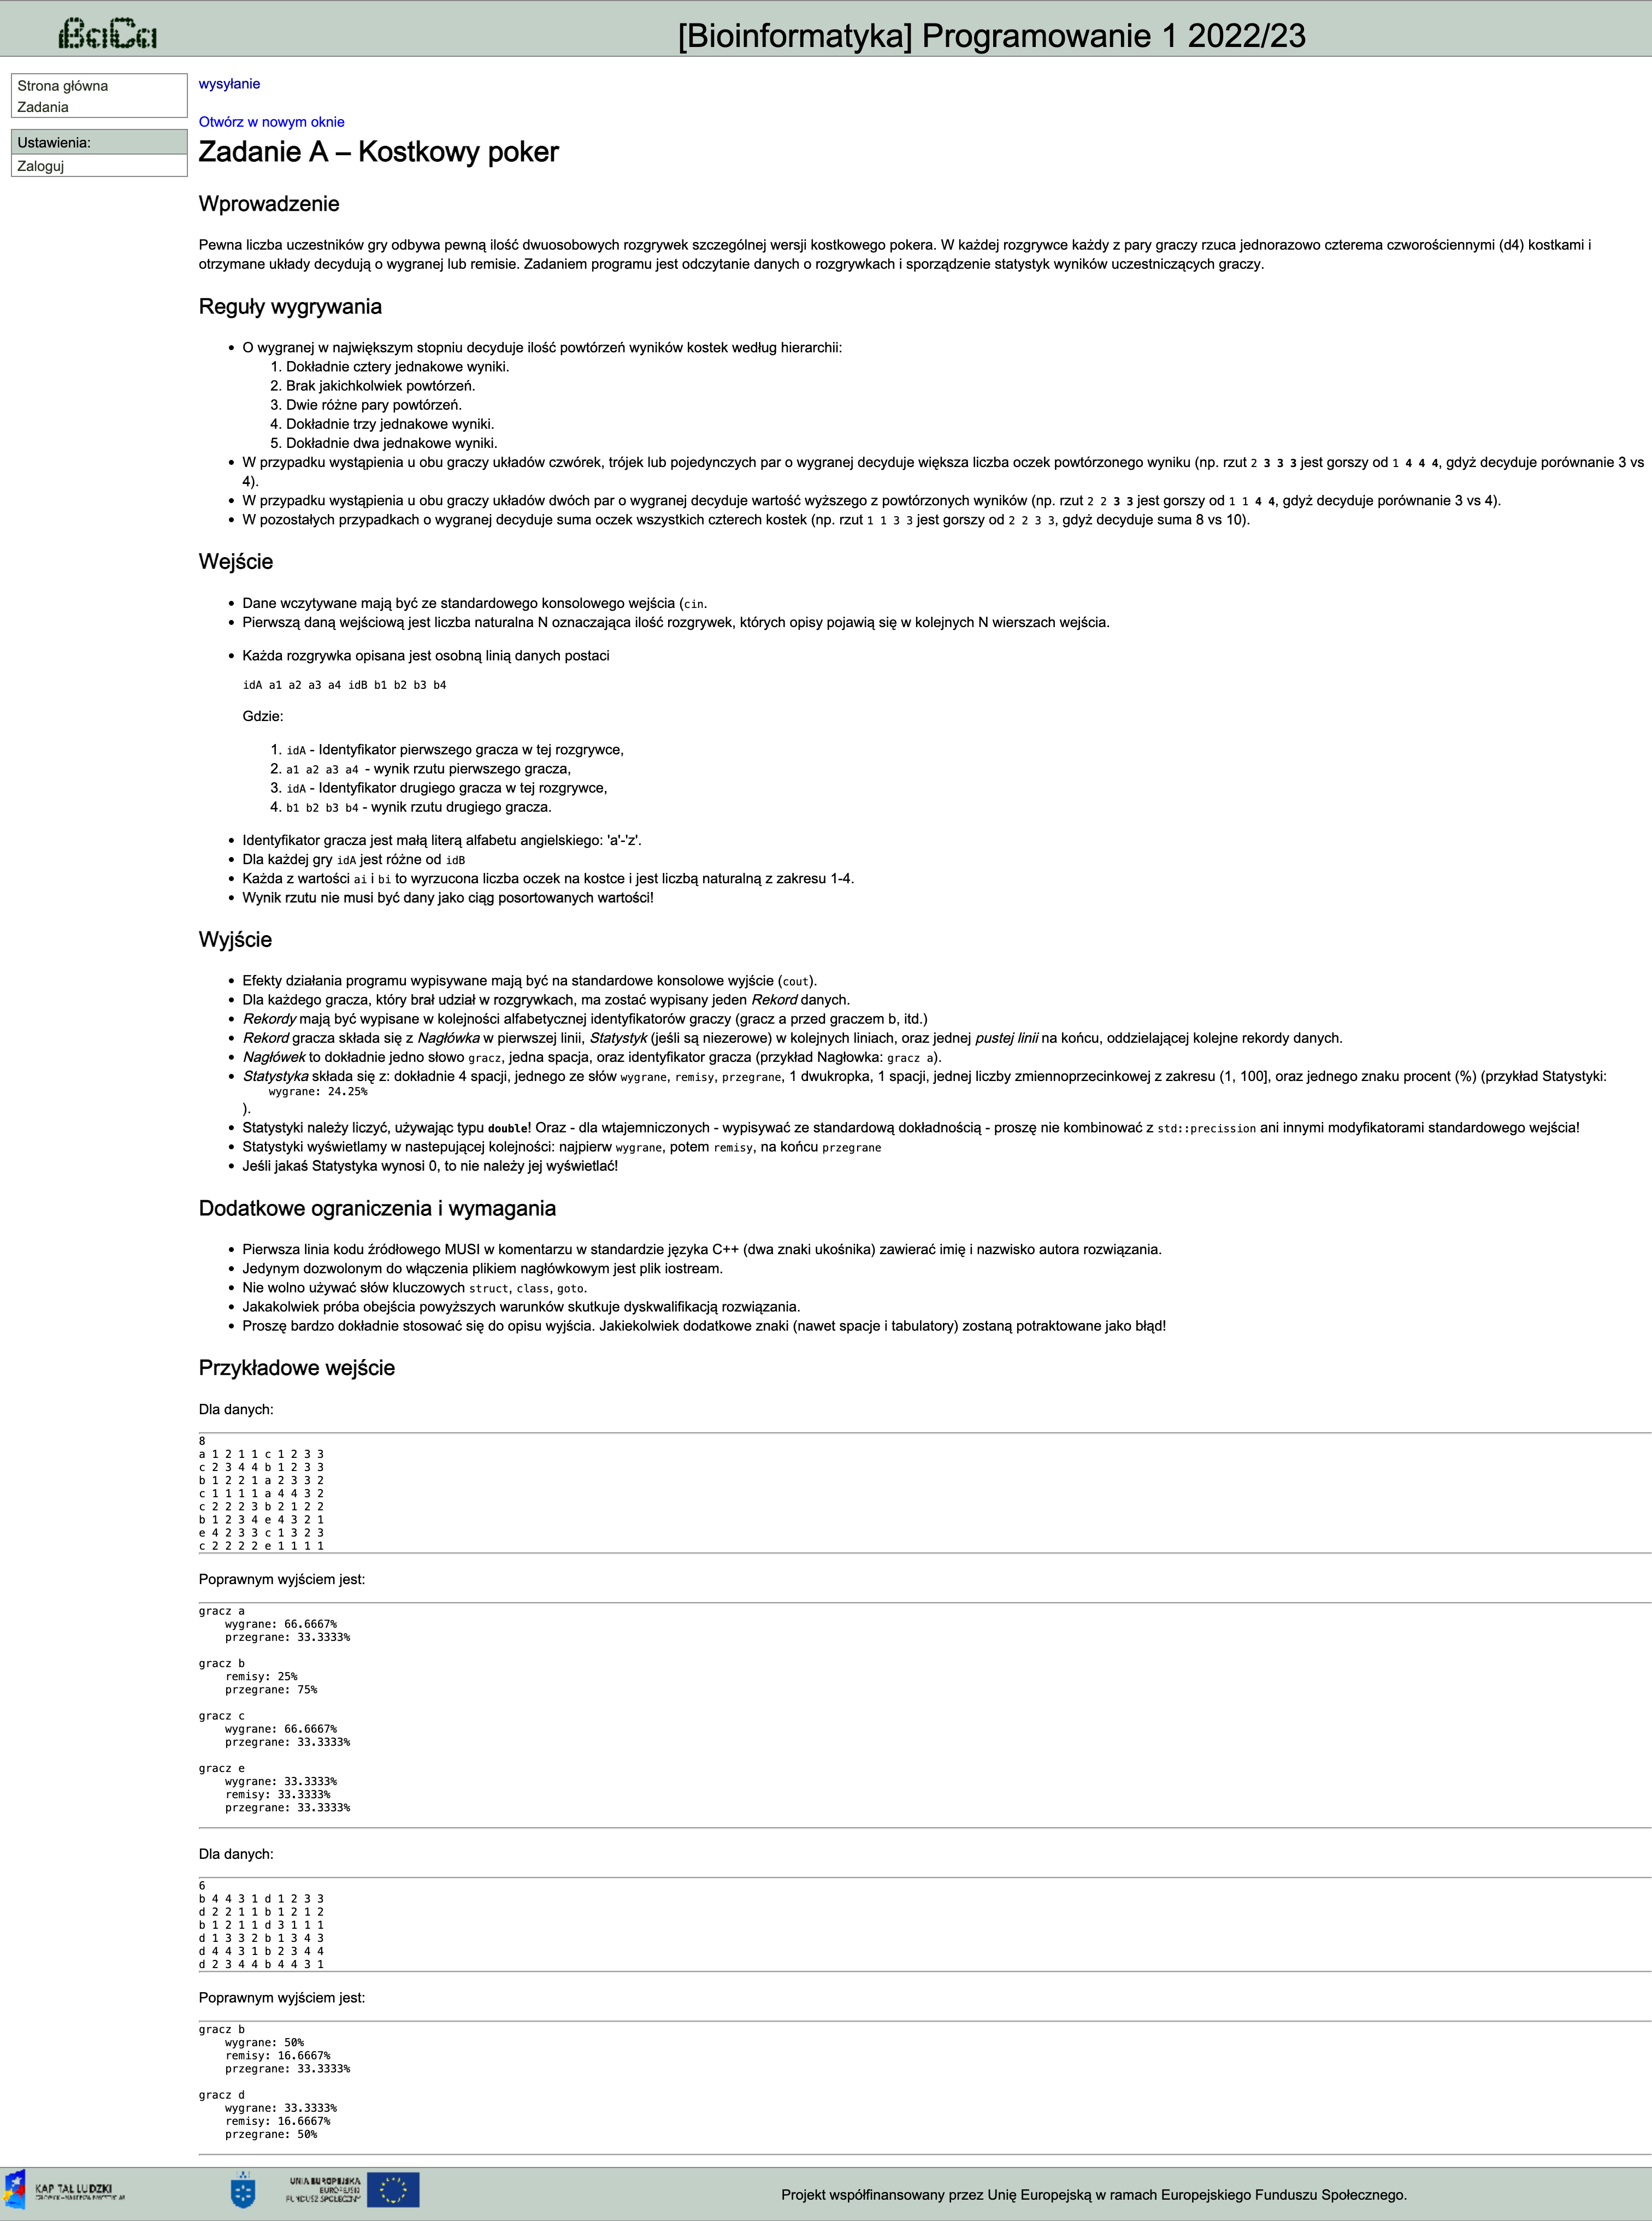 BaCa
[Bioinformatyka] Programowanie 1 2022/23
Strona główna
Zadania
Ustawienia:
Zaloguj
wysyłanie
Otwórz w nowym oknie
Zadanie A – Kostkowy poker
Wprowadzenie
Pewna liczba uczestników gry odbywa pewną ilość dwuosobowych rozgrywek szczególnej wersji kostkowego pokera. W każdej rozgrywce każdy z pary graczy rzuca jednorazowo czterema czworościennymi (d4) kostkami i
otrzymane układy decydują o wygranej lub remisie. Zadaniem programu jest odczytanie danych o rozgrywkach i sporządzenie statystyk wyników uczestniczących graczy.
Reguły wygrywania
• O wygranej w największym stopniu decyduje ilość powtórzeń wyników kostek według hierarchii:
1. Dokładnie cztery jednakowe wyniki.
2. Brak jakichkolwiek powtórzeń.
3. Dwie różne pary powtórzeń.
4. Dokładnie trzy jednakowe wyniki.
5. Dokładnie dwa jednakowe wyniki.
• W przypadku wystąpienia u obu graczy układów czwórek, trójek lub pojedynczych par o wygranej decyduje większa liczba oczek powtórzonego wyniku (np. rzut 2 3 3 3 jest gorszy od 1 4 4 4, gdyż decyduje porównanie 3 vs
4).
• W przypadku wystąpienia u obu graczy układów dwóch par o wygranej decyduje wartość wyższego z powtórzonych wyników (np. rzut 2 2 3 3 jest gorszy od 1 1 4 4, gdyż decyduje porównanie 3 vs 4).
• W pozostałych przypadkach o wygranej decyduje suma oczek wszystkich czterech kostek (np. rzut 1 1 3 3 jest gorszy od 2 2 3 3, gdyż decyduje suma 8 vs 10).
Wejście
• Dane wczytywane mają być ze standardowego konsolowego wejścia (cin.
• Pierwszą daną wejściową jest liczba naturalna N oznaczająca ilość rozgrywek, których opisy pojawią się w kolejnych N wierszach wejścia.
• Każda rozgrywka opisana jest osobną linią danych postaci
idA a1 a2 a3 a4 idB b1 b2 b3 b4
Gdzie:
1. idA - Identyfikator pierwszego gracza w tej rozgrywce,
2. a1 a2 a3 a4 - wynik rzutu pierwszego gracza,
3. idA - Identyfikator drugiego gracza w tej rozgrywce,
4. b1 b2 b3 b4 - wynik rzutu drugiego gracza.
• Identyfikator gracza jest małą literą alfabetu angielskiego: 'a'-'z'.
• Dla każdej gry idA jest różne od idB
• Każda z wartości ai i bi to wyrzucona liczba oczek na kostce i jest liczbą naturalną z zakresu 1-4.
• Wynik rzutu nie musi być dany jako ciąg posortowanych wartości!
Wyjście
• Efekty działania programu wypisywane mają być na standardowe konsolowe wyjście (cout).
• Dla każdego gracza, który brał udział w rozgrywkach, ma zostać wypisany jeden Rekord danych.
• Rekordy mają być wypisane w kolejności alfabetycznej identyfikatorów graczy (gracz a przed graczem b, itd.)
• Rekord gracza składa się z Nagłówka w pierwszej linii, Statystyk (jeśli są niezerowe) w kolejnych liniach, oraz jednej pustej linii na końcu, oddzielającej kolejne rekordy danych.
• Nagłówek to dokładnie jedno słowo gracz, jedna spacja, oraz identyfikator gracza (przykład Nagłowka: gracz a).
• Statystyka składa się z: dokładnie 4 spacji, jednego ze słów wygrane, remisy, przegrane, 1 dwukropka, 1 spacji, jednej liczby zmiennoprzecinkowej z zakresu (1, 100], oraz jednego znaku procent (%) (przykład Statystyki:
wygrane: 24.25%
).
• Statystyki należy liczyć, używając typu double! Oraz - dla wtajemniczonych - wypisywać ze standardową dokładnością - proszę nie kombinować z std::precission ani innymi modyfikatorami standardowego wejścia!
• Statystyki wyświetlamy w nastepującej kolejności: najpierw wygrane, potem remisy, na końcu przegrane
• Jeśli jakaś Statystyka wynosi 0, to nie należy jej wyświetlać!
Dodatkowe ograniczenia i wymagania
• Pierwsza linia kodu źródłowego MUSI w komentarzu w standardzie języka C++ (dwa znaki ukośnika) zawierać imię i nazwisko autora rozwiązania.
• Jedynym dozwolonym do włączenia plikiem nagłówkowym jest plik iostream.
• Nie wolno używać słów kluczowych struct, class, goto.
• Jakakolwiek próba obejścia powyższych warunków skutkuje dyskwalifikacją rozwiązania.
• Proszę bardzo dokładnie stosować się do opisu wyjścia. Jakiekolwiek dodatkowe znaki (nawet spacje i tabulatory) zostaną potraktowane jako błąd!
Przykładowe wejście
Dla danych:
8
a 1 2 1 1 c 1 2 3 3
c 2 3 4 4 b 1 2 3 3
b 1 2 2 1 a 2 3 3 2
c 1 1 1 1 a 4 4 3 2
c 2 2 2 3 b 2 1 2 2
b 1 2 3 4 e 4 3 2 1
e 4 2 3 3 c 1 3 2 3
c 2 2 2 2 e 1 1 1 1
Poprawnym wyjściem jest:
gracz a
wygrane: 66.6667%
przegrane: 33.3333%
gracz b
remisy: 25%
przegrane: 75%
gracz c
wygrane: 66.6667%
przegrane: 33.3333%
gracz e
wygrane: 33.3333%
remisy: 33.3333%
przegrane: 33.3333%
Dla danych:
6
b 4 4 3 1 d 1 2 3 3
d 2 2 1 1 b 1 2 1 2
b 1 2 1 1 d 3 1 1 1
d 1 3 3 2 b 1 3 4 3
d 4 4 3 1 b 2 3 4 4
d 2 3 4 4 b 4 4 3 1
Poprawnym wyjściem jest:
gracz b
wygrane: 50%
remisy: 16.6667%
przegrane: 33.3333%
gracz d
wygrane: 33.3333%
remisy: 16.6667%
przegrane: 50%
KAPITAŁ LUDZKI
UNIA EUROPEJSKA
EUROPEJSKI
FUNDUSZ SPOŁECZNY
Projekt współfinansowany przez Unię Europejską w ramach Europejskiego Funduszu Społecznego.